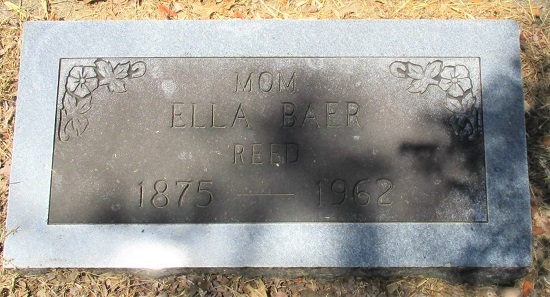 MOM
ELLA BAER
REED
1875 — 1962